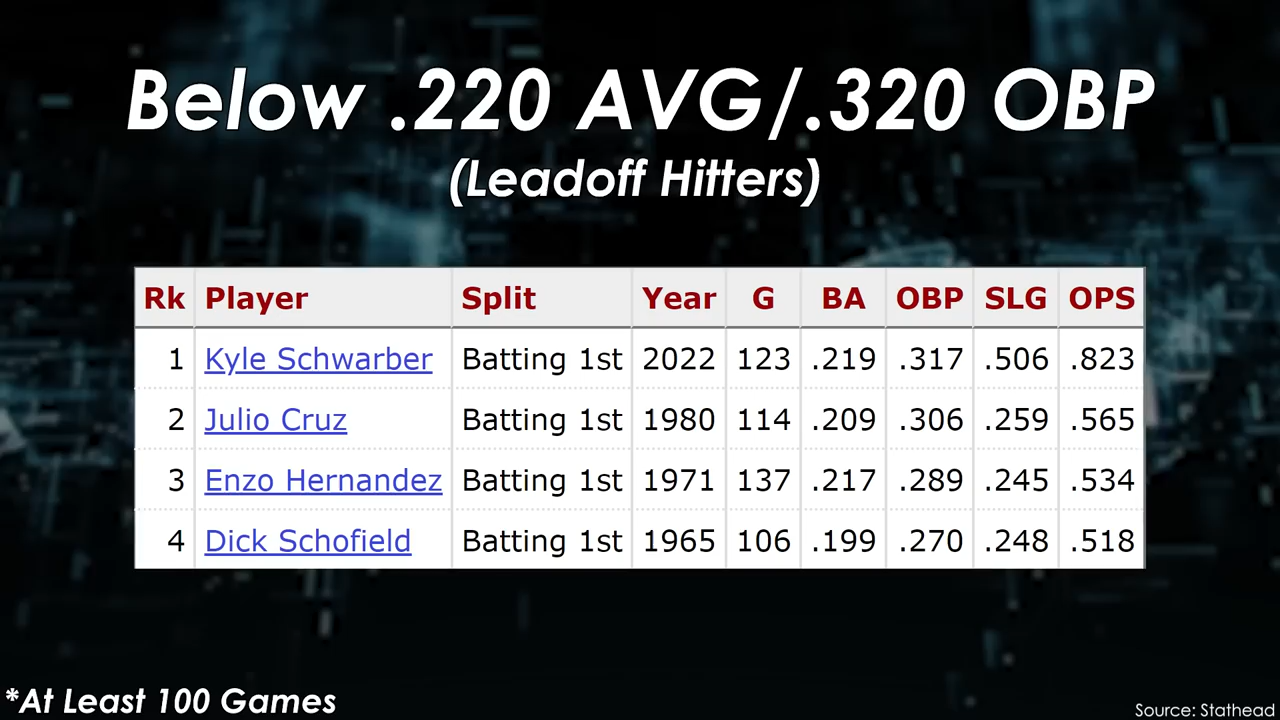 Below .220 AVG/.320 OBP
(Leadoff Hitters)
Rk Player Split Year G BA OBP SLG OPS
1 Kyle Schwarber Batting 1st 2022 123 .219 .317 .506 .823
2 Julio Cruz Batting 1st 1980 114 .209 .306 .259 .565
3 Enzo Hernandez Batting 1st 1971 137 .217 .289 .245 .534
4 Dick Schofield Batting 1st 1965 106 .199 .270 .248 .518
*At Least 100 Games
Source: Stathead